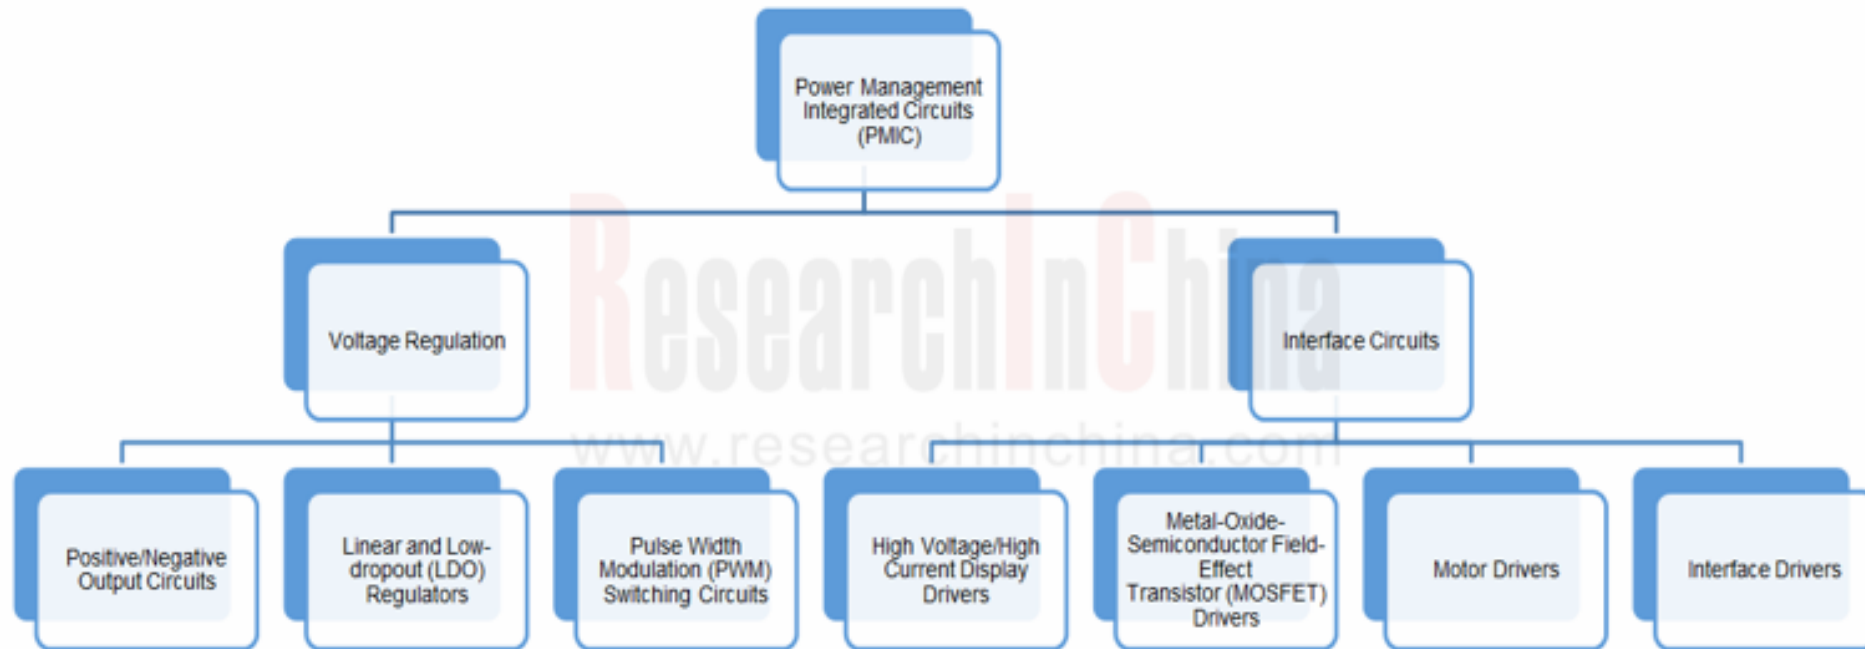 Power Management
Integrated Circuits
(PMIC)
ResearchInChina
www.researchinchina.com
Voltage Regulation
Interface Circuits
Positive/Negative
Output Circuits
Linear and Low-
dropout (LDO)
Regulators
Pulse Width
Modulation (PWM)
Switching Circuits
High Voltage/High
Current Display
Drivers
Metal-Oxide-
Semiconductor Field-
Effect
Transistor (MOSFET)
Drivers
Motor Drivers
Interface Drivers